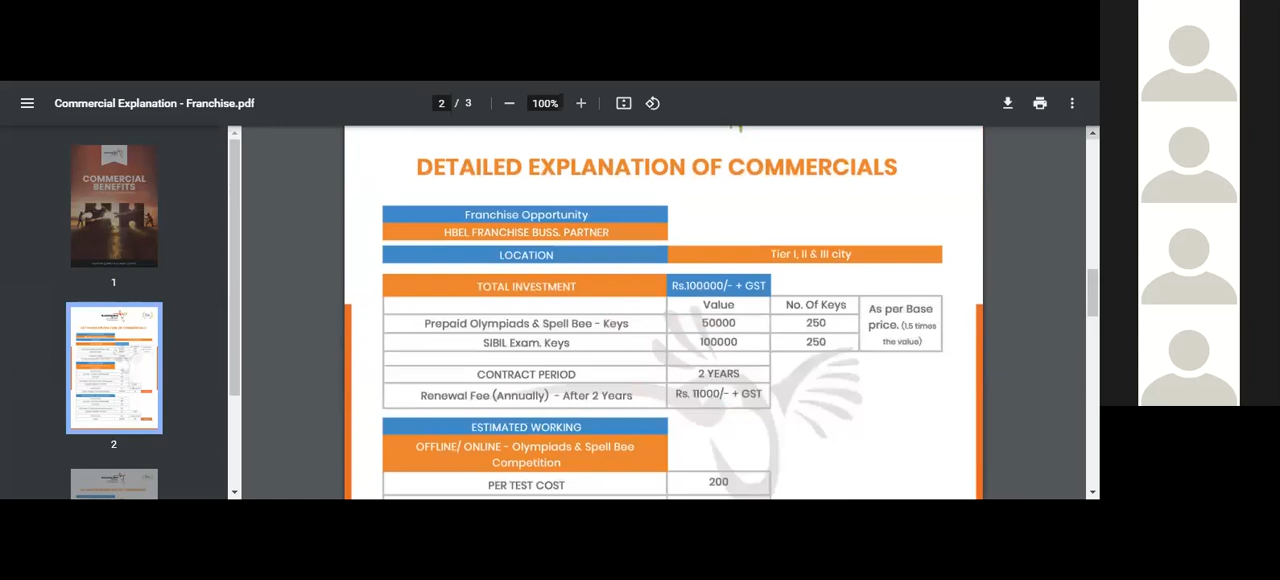 Commercial Explanation - Franchise.pdf
2 / 3
100%
COMMERCIAL
BENEFITS
1
2
DETAILED EXPLANATION OF COMMERCIALS
Franchise Opportunity
HBEL FRANCHISE BUSS. PARTNER
LOCATION Tier I, II & III city
TOTAL INVESTMENT Rs.100000/- + GST
Value No. Of Keys As per Base
price. (1.5 times
the value)
Prepaid Olympiads & Spell Bee - Keys 50000 250
SIBIL Exam. Keys 100000 250
CONTRACT PERIOD 2 YEARS
Renewal Fee (Annually) - After 2 Years Rs. 11000/- + GST
ESTIMATED WORKING
OFFLINE/ ONLINE - Olympiads & Spell Bee
Competition
PER TEST COST 200